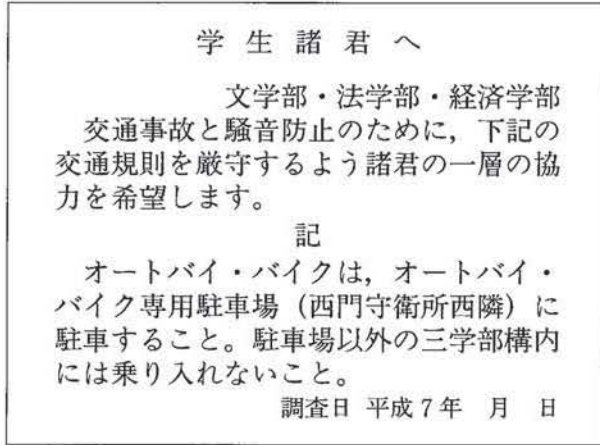 学生諸君へ
文学部・法学部・経済学部
交通事故と騒音防止のために，下記の
交通規則を厳守するよう諸君の一層の協
力を希望します。
記
オートバイ・バイクは，オートバイ・
バイク専用駐車場（西門守衛所西隣）に
駐車すること。駐車場以外の三学部構内
には乗り入れないこと。
調査日 平成7年　月　日